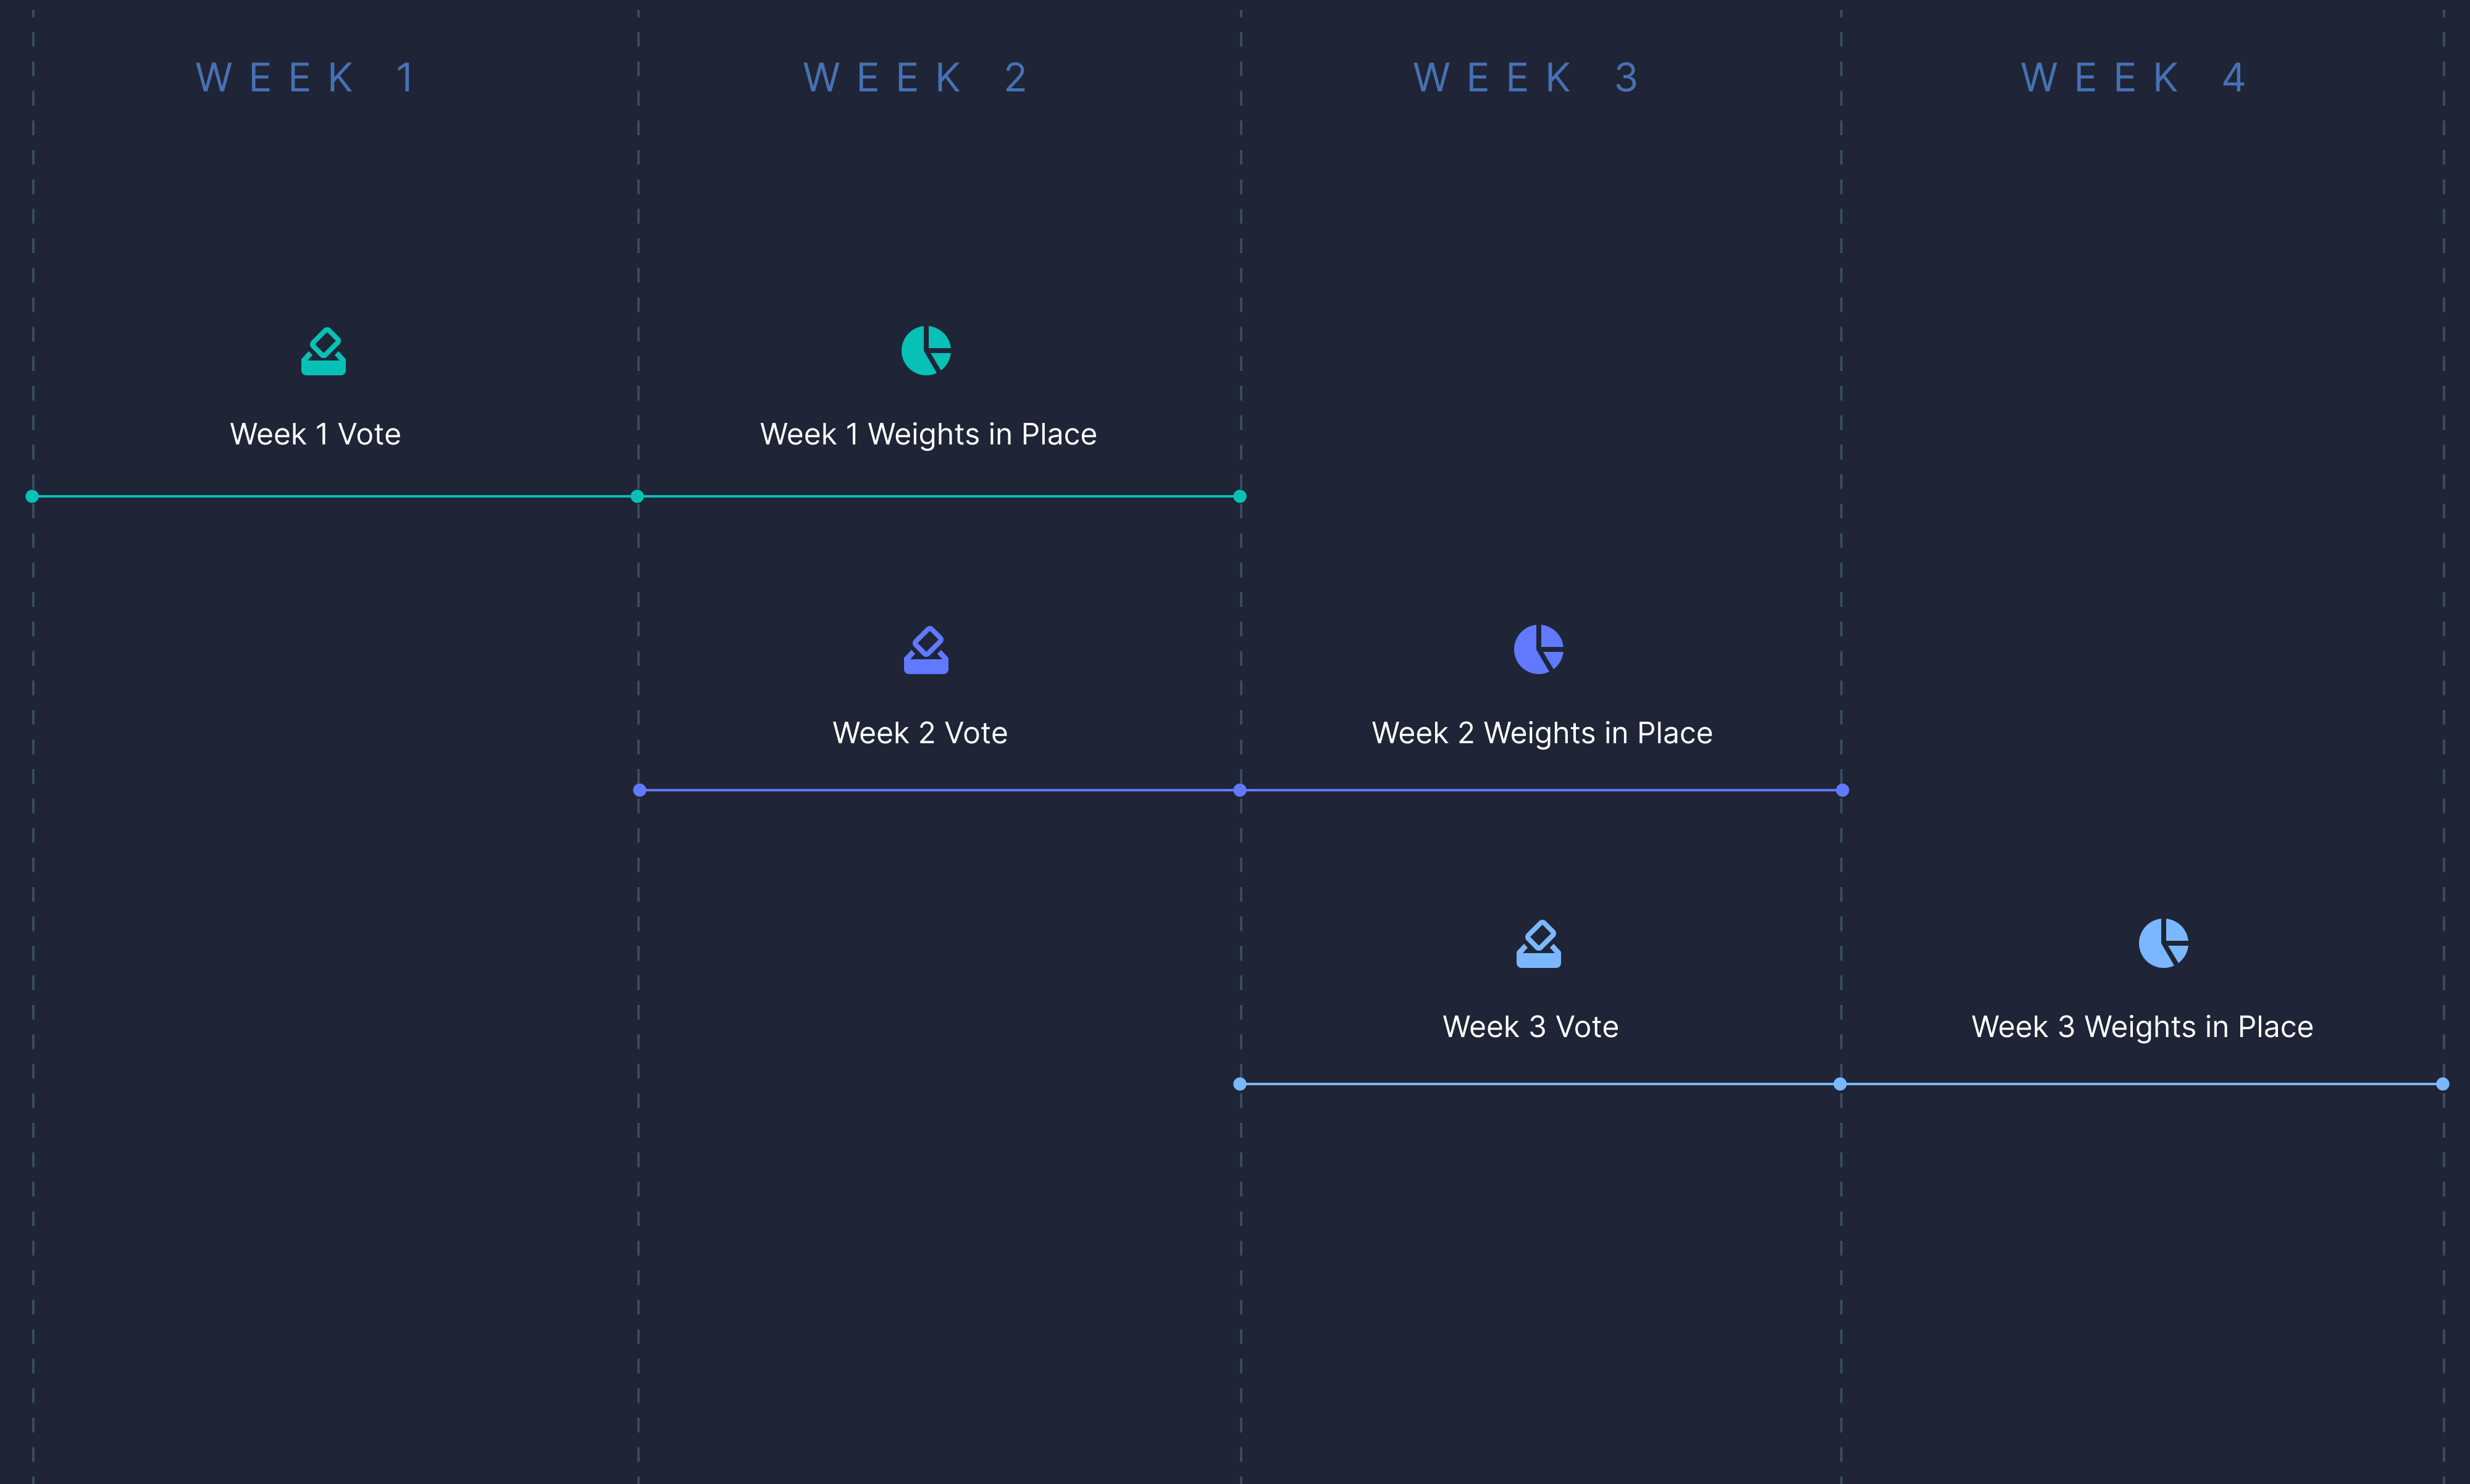 WEEK 1
WEEK 2
WEEK 3
WEEK 4
Week 1 Vote
Week 1 Weights in Place
Week 2 Vote
Week 2 Weights in Place
Week 3 Vote
Week 3 Weights in Place